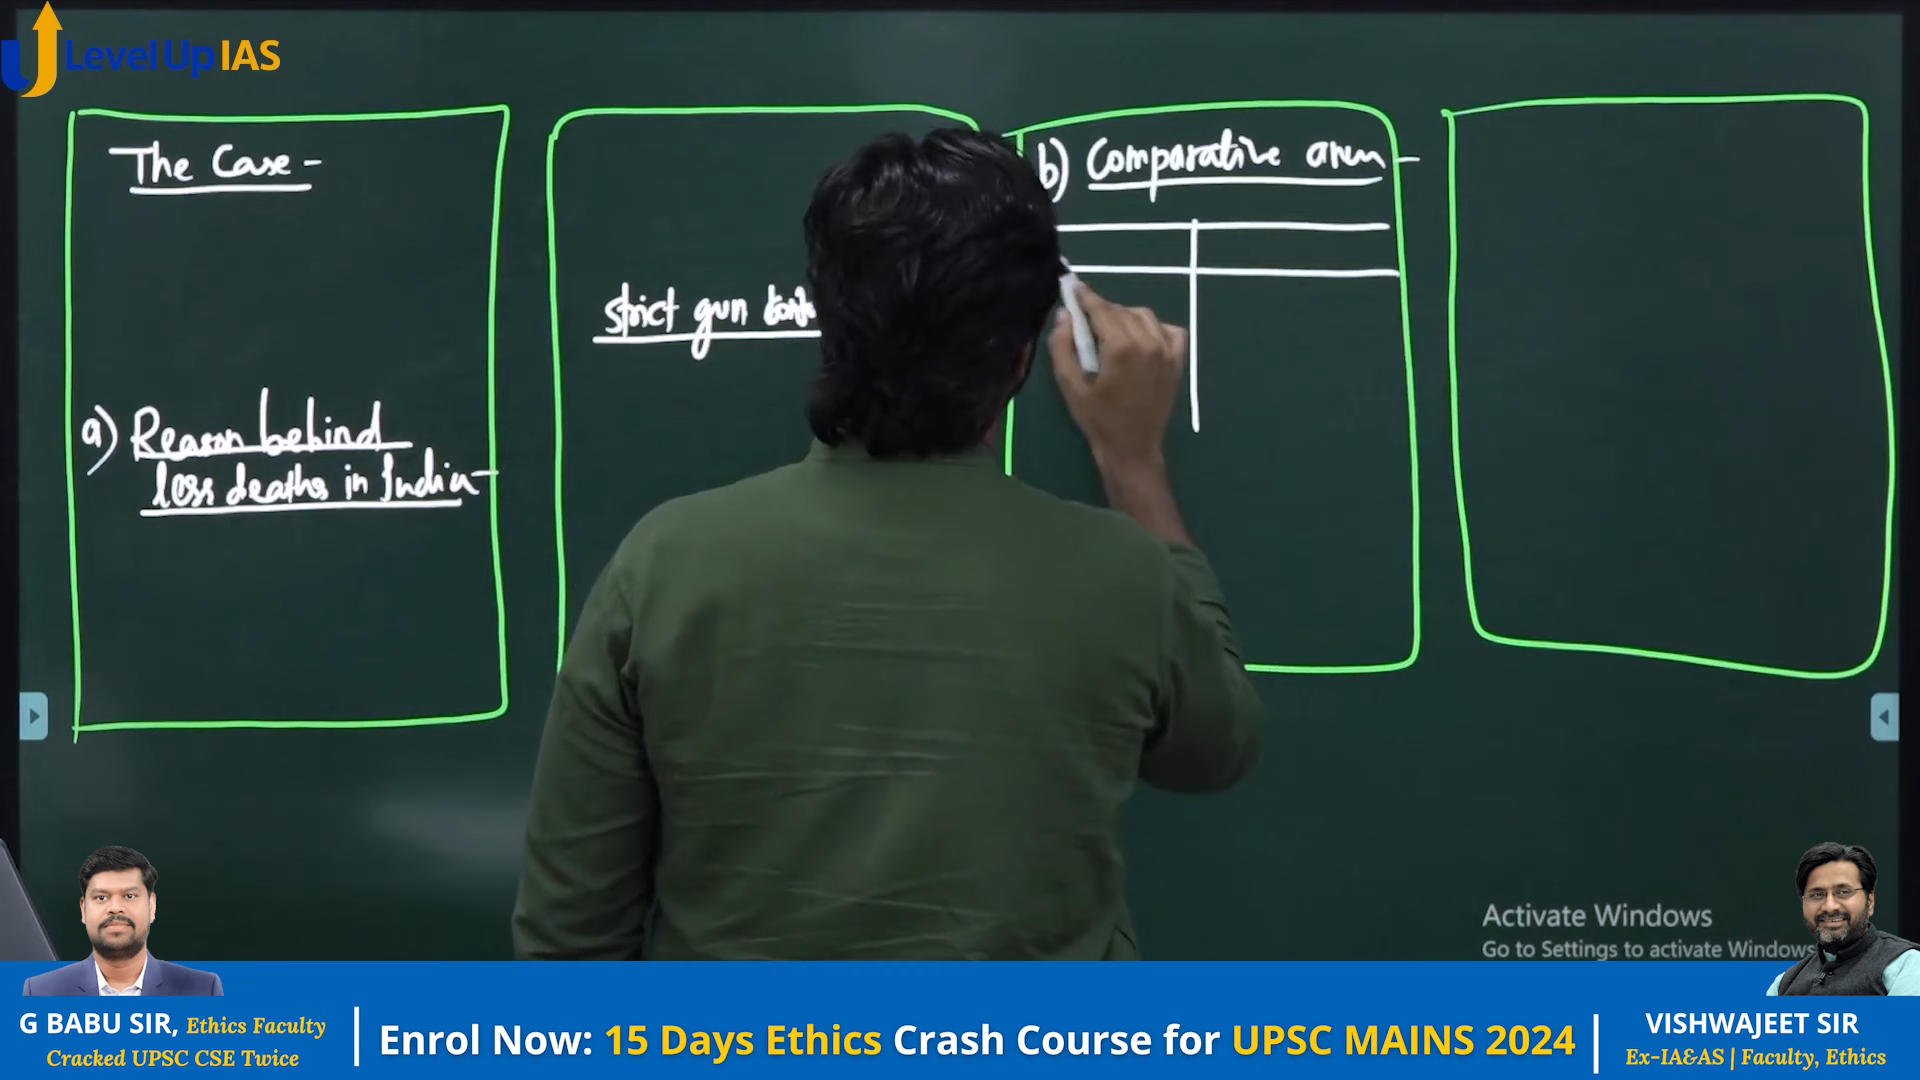 Level Up IAS
The Case -
a) Reason behind
less deaths in India -
strict gun
b) Comparative
Activate Windows
Go to Settings to activate Windows
G BABU SIR, Ethics Faculty
Cracked UPSC CSE Twice
Enrol Now: 15 Days Ethics Crash Course for UPSC MAINS 2024
VISHWAJEET SIR
Ex-IA&AS | Faculty, Ethics